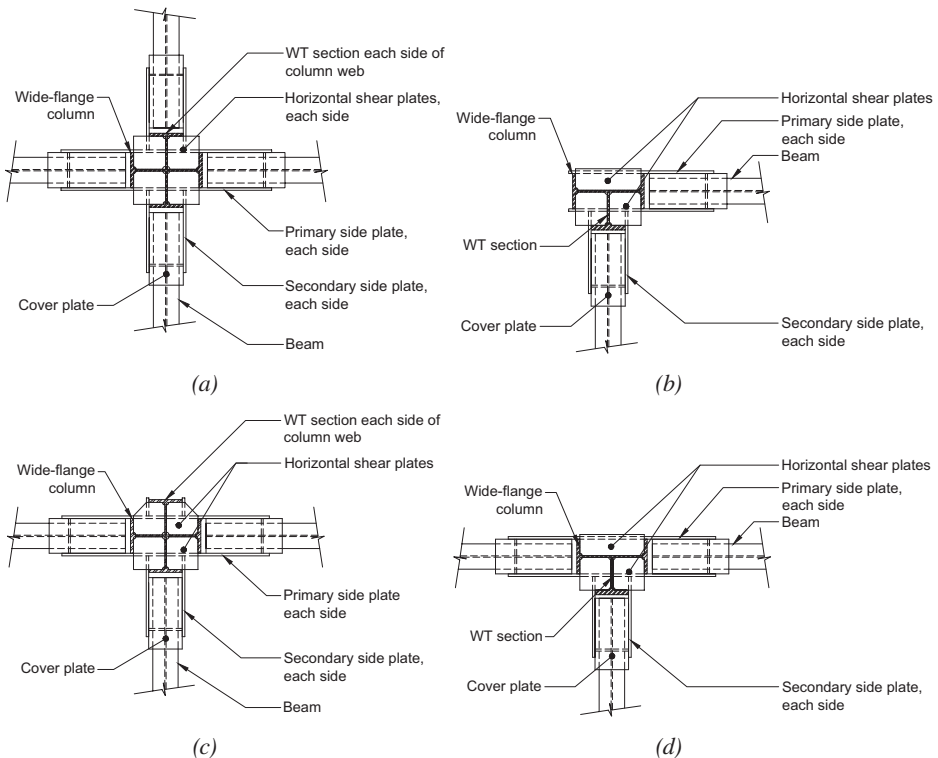 WT section each side of
column web
Wide-flange
column
Horizontal shear plates,
each side
Primary side plate,
each side
Secondary side plate,
each side
Cover plate
Beam
(a)
Horizontal shear plates
Wide-flange
column
Primary side plate,
each side
Beam
WT section
Cover plate
Secondary side plate,
each side
(b)
WT section each side of
column web
Horizontal shear plates
Wide-flange
column
Primary side plate
each side
Secondary side plate,
each side
Cover plate
Beam
(c)
Horizontal shear plates
Wide-flange
column
Primary side plate,
each side
Beam
WT section
Cover plate
Secondary side plate,
each side
(d)